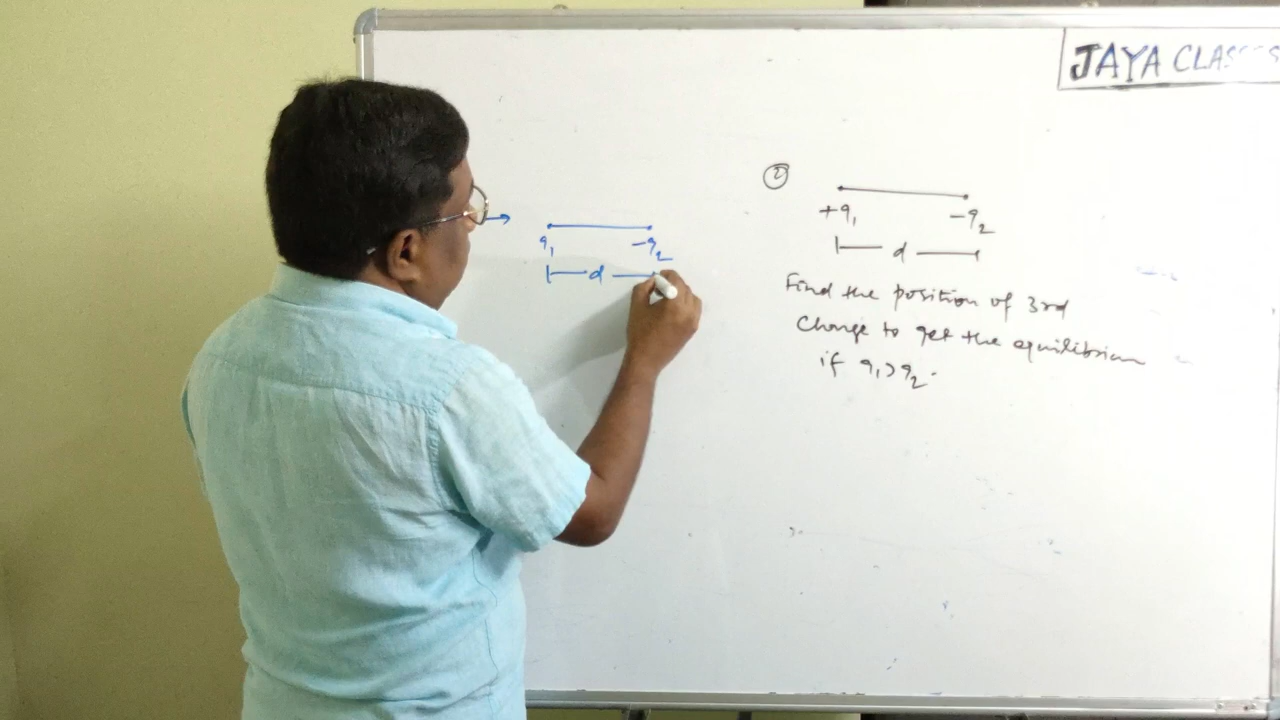 JAYA CLASSES
②
+q₁ -q₂
d
Find the position of 3rd
Charge to get the equilibrium
if q₁>q₂.
→
q₁ -q₂
d